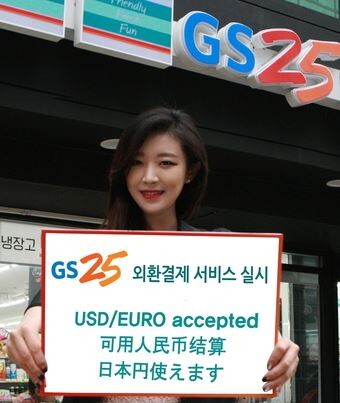 Friendly
Fresh
Fun
GS25
냉장고
GS25 외환결제 서비스 실시
USD/EURO accepted
可用人民币结算
日本円使えます